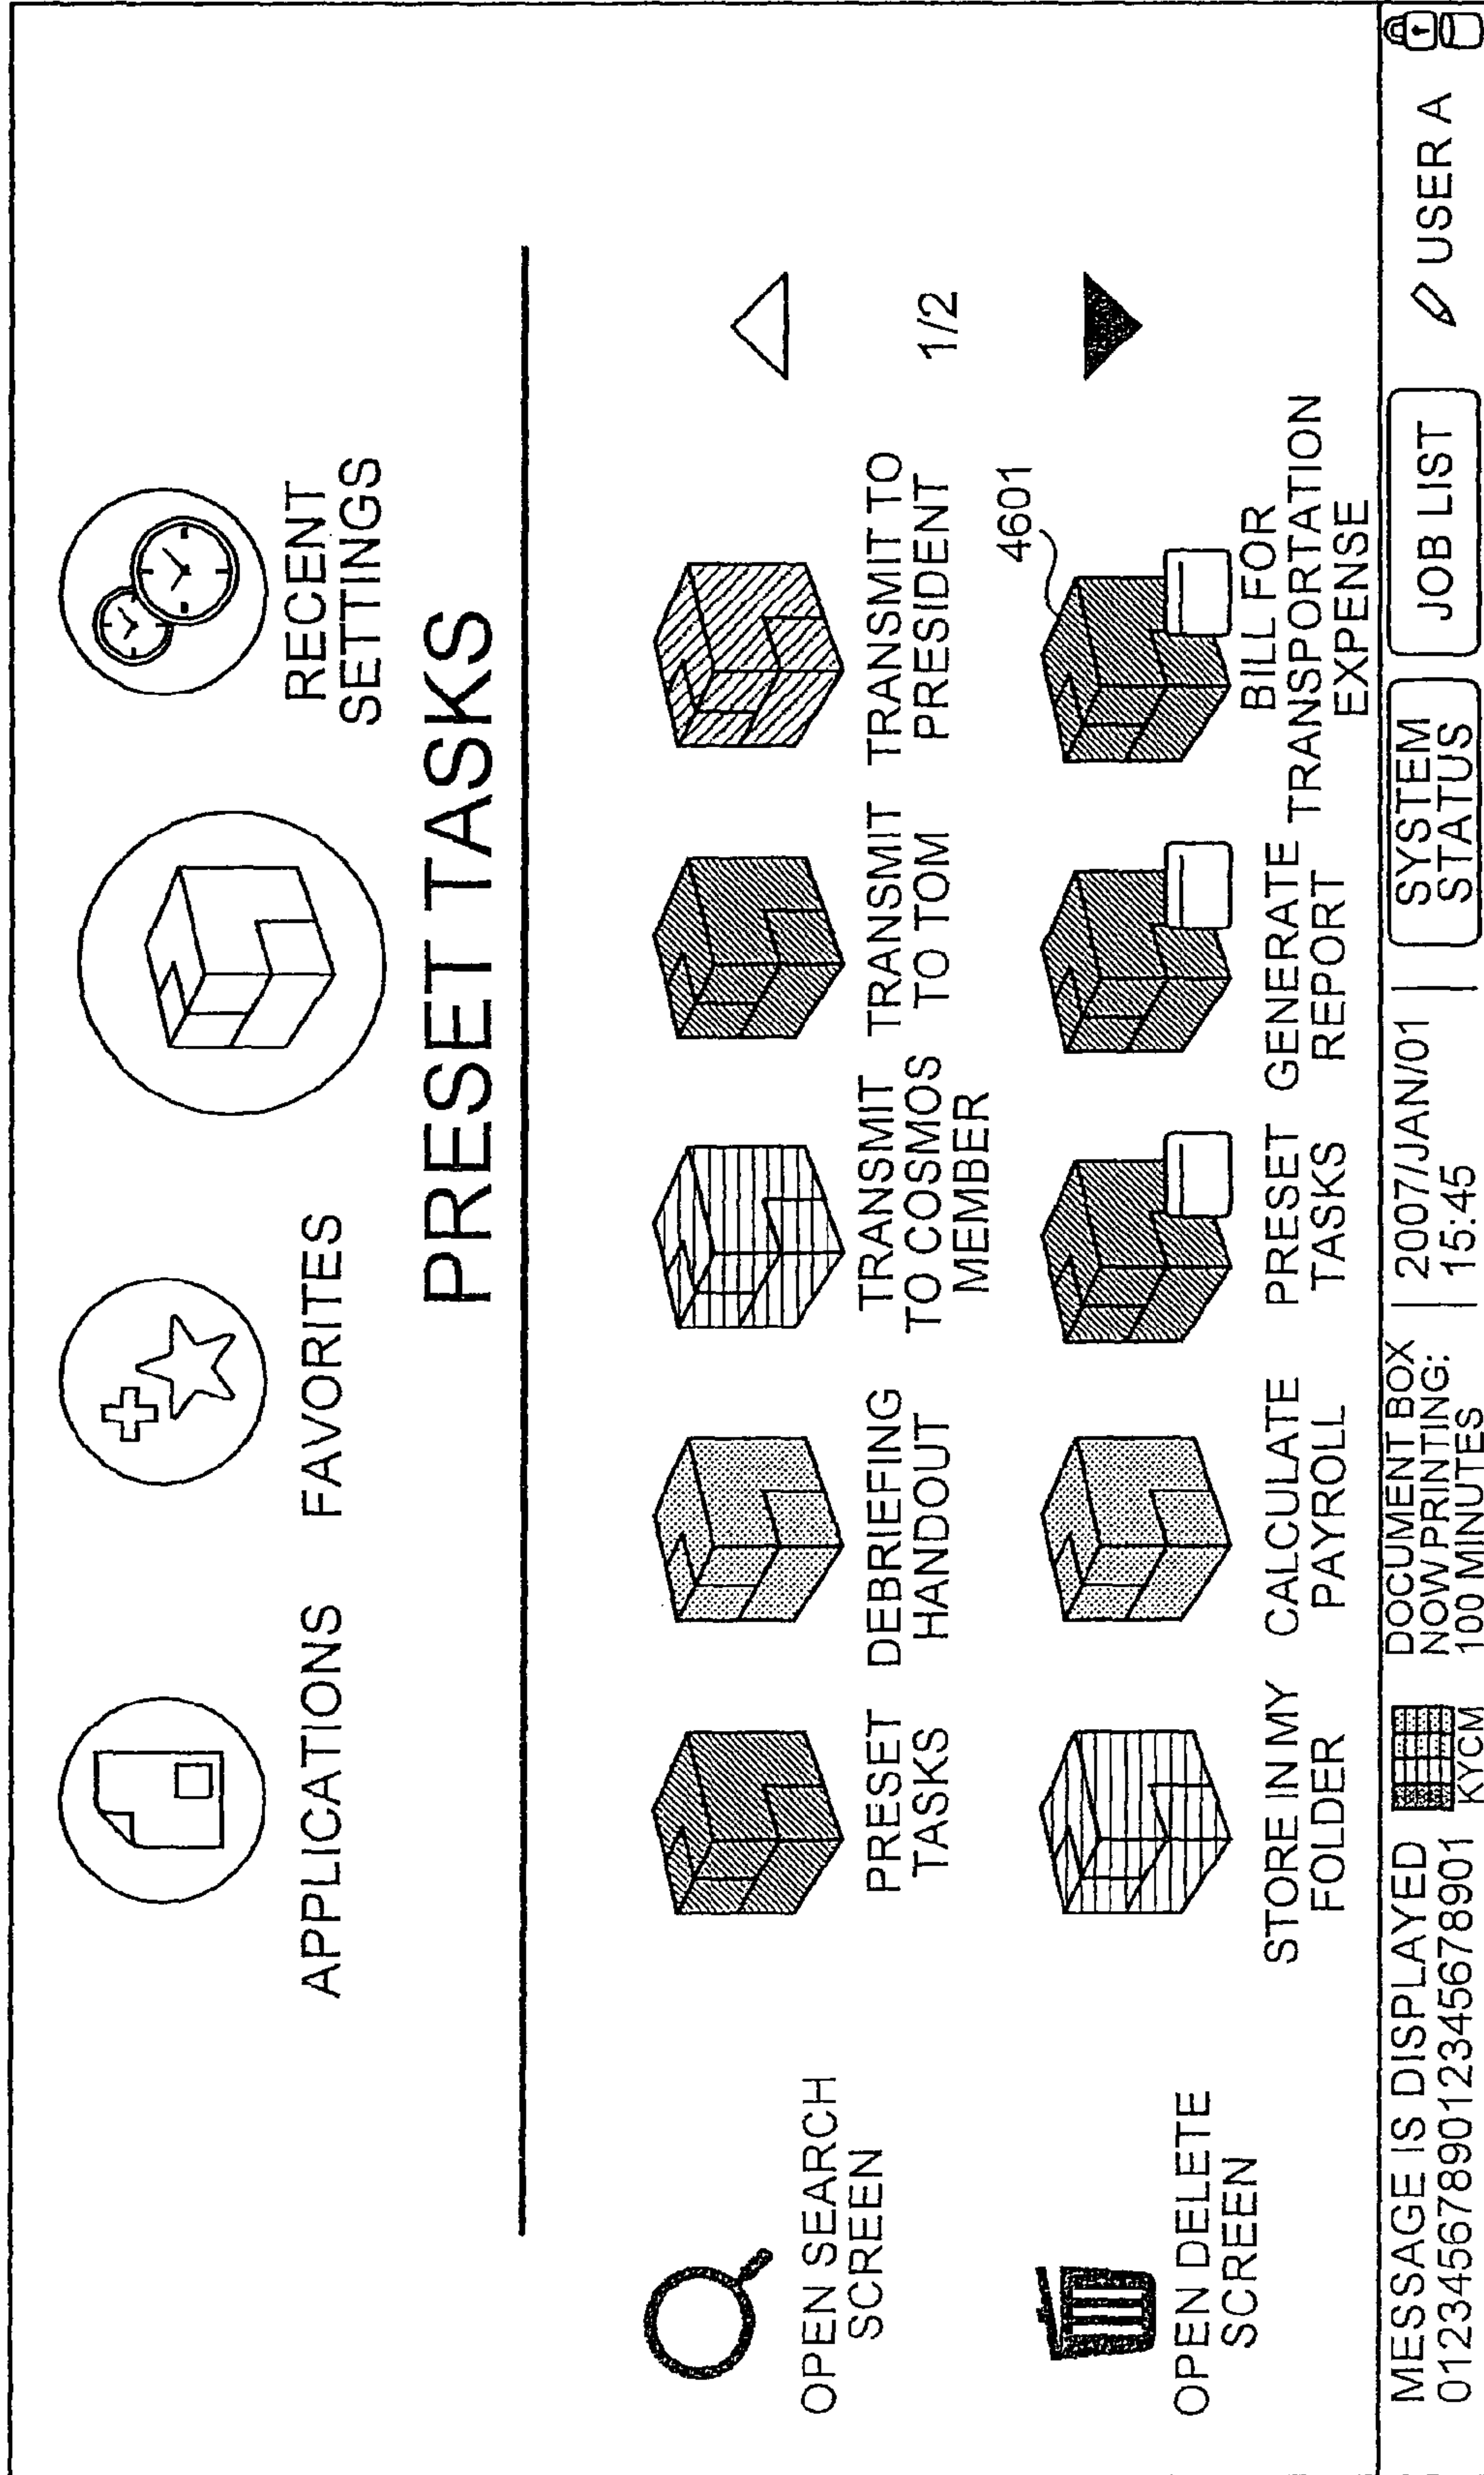 APPLICATIONS
FAVORITES
RECENT
SETTINGS
PRESET TASKS
OPEN SEARCH
SCREEN
PRESET
TASKS
DEBRIEFING
HANDOUT
TRANSMIT
TO COSMOS
MEMBER
TRANSMIT
TO TOM
TRANSMIT TO
PRESIDENT
1/2
4601
OPEN DELETE
SCREEN
STORE IN MY
FOLDER
CALCULATE
PAYROLL
PRESET
TASKS
GENERATE
REPORT
BILL FOR
TRANSPORTATION
EXPENSE
MESSAGE IS DISPLAYED
0123456789012345678901
KYCM
DOCUMENT BOX
NOW PRINTING:
100 MINUTES
2007/JAN/01
15:45
SYSTEM
STATUS
JOB LIST
USER A